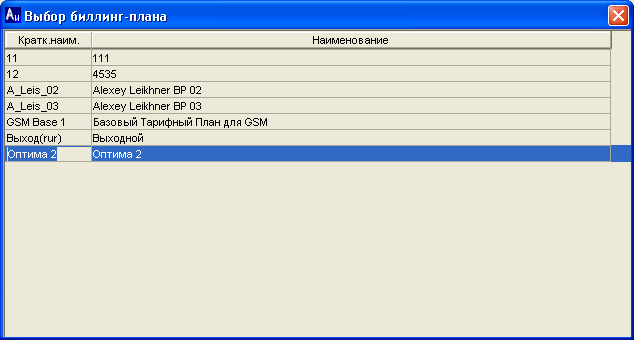 Аи Выбор биллинг-плана
Кратк.наим. Наименование
11 111
12 4535
A_Leis_02 Alexey Leikhner BP 02
A_Leis_03 Alexey Leikhner BP 03
GSM Base 1 Базовый Тарифный План для GSM
Выход(rur) Выходной
Оптима 2 Оптима 2